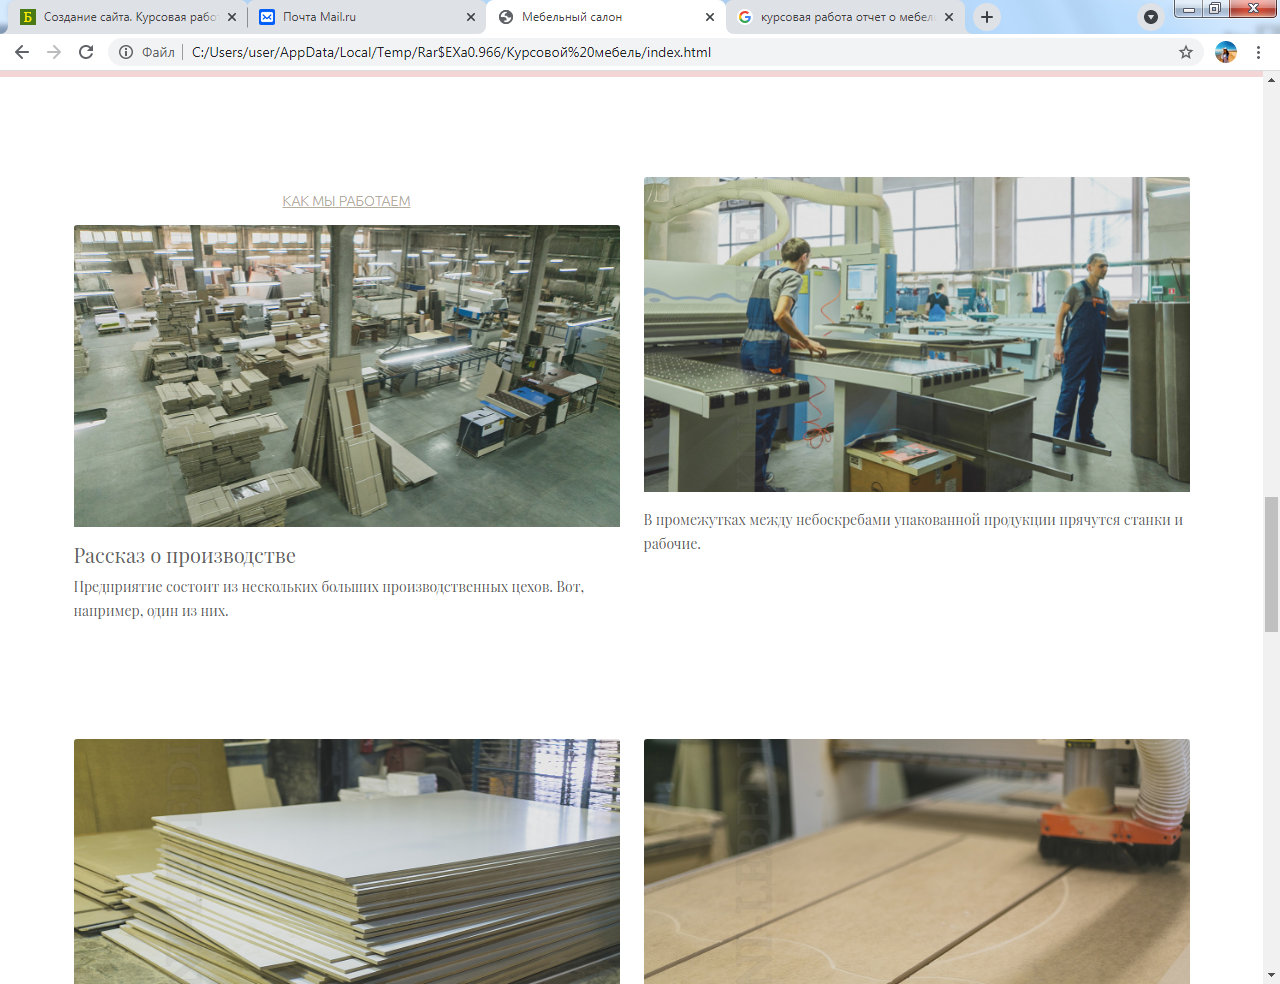 Создание сайта. Курсовая рабо
Почта Mail.ru
Мебельный салон
курсовая работа отчет о мебел
Файл
C:/Users/user/AppData/Local/Temp/Rar$EXa0.966/Курсовой%20мебель/index.html
КАК МЫ РАБОТАЕМ
Рассказ о производстве
Предприятие состоит из нескольких больших производственных цехов. Вот,
например, один из них.
В промежутках между небоскребами упакованной продукции прячутся станки и
рабочие.